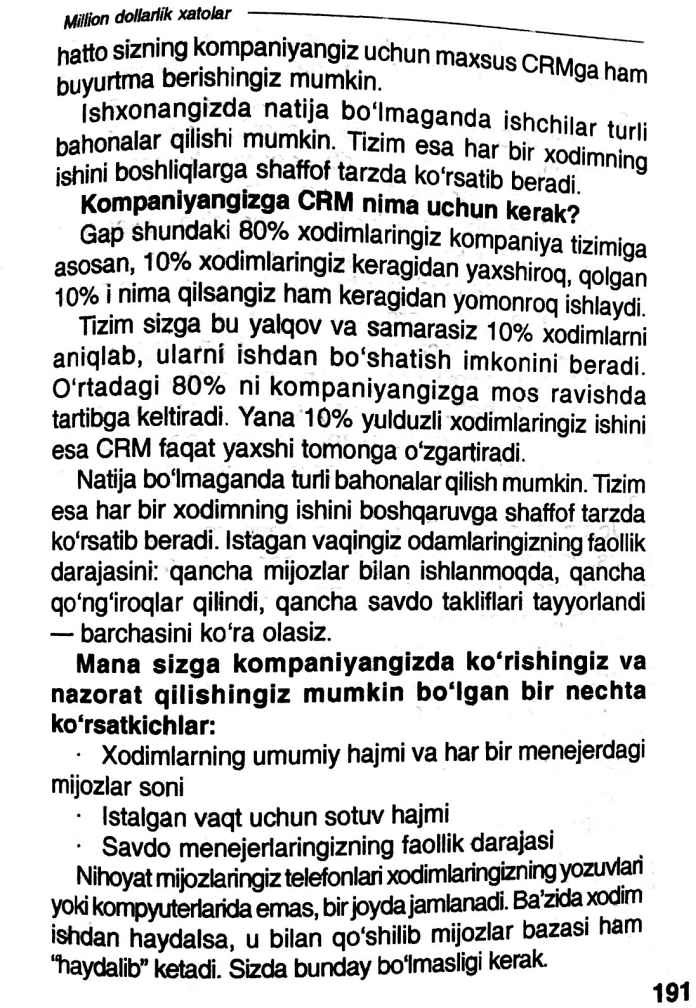 Million dollarlik xatolar
hatto sizning kompaniyangiz uchun maxsus CRMga ham
buyurtma berishingiz mumkin.
Ishxonangizda natija bo‘lmaganda ishchilar turli
bahonalar qilishi mumkin. Tizim esa har bir xodimning
ishini boshliqlarga shaffof tarzda ko‘rsatib beradi.
Kompaniyangizga CRM nima uchun kerak?
Gap shundaki 80% xodimlaringiz kompaniya tizimiga
asosan, 10% xodimlaringiz keragidan yaxshiroq, qolgan
10% i nima qilsangiz ham keragidan yomonroq ishlaydi.
Tizim sizga bu yalqov va samarasiz 10% xodimlarni
aniqlab, ularni ishdan bo‘shatish imkonini beradi.
O‘rtadagi 80% ni kompaniyangizga mos ravishda
tartibga keltiradi. Yana 10% yulduzli xodimlaringiz ishini
esa CRM faqat yaxshi tomonga o‘zgartiradi.
Natija bo‘lmaganda turli bahonalar qilish mumkin. Tizim
esa har bir xodimning ishini boshqaruvga shaffof tarzda
ko‘rsatib beradi. Istagan vaqingiz odamlaringizning faollik
darajasini: qancha mijozlar bilan ishlanmoqda, qancha
qo‘ng‘iroqlar qilindi, qancha savdo takliflari tayyorlandi
— barchasini ko‘ra olasiz.
Mana sizga kompaniyangizda ko‘rishingiz va
nazorat qilishingiz mumkin bo‘lgan bir nechta
ko‘rsatkichlar:
· Xodimlarning umumiy hajmi va har bir menejerdagi
mijozlar soni
· Istalgan vaqt uchun sotuv hajmi
· Savdo menejerlaringizning faollik darajasi
Nihoyat mijozlaringiz telefonlari xodimlaringizning yozuvlari
yoki kompyuterlarida emas, bir joyda jamlanadi. Ba’zida xodim
ishdan haydalsa, u bilan qo‘shilib mijozlar bazasi ham
“haydalib” ketadi. Sizda bunday bo‘lmasligi kerak.
191